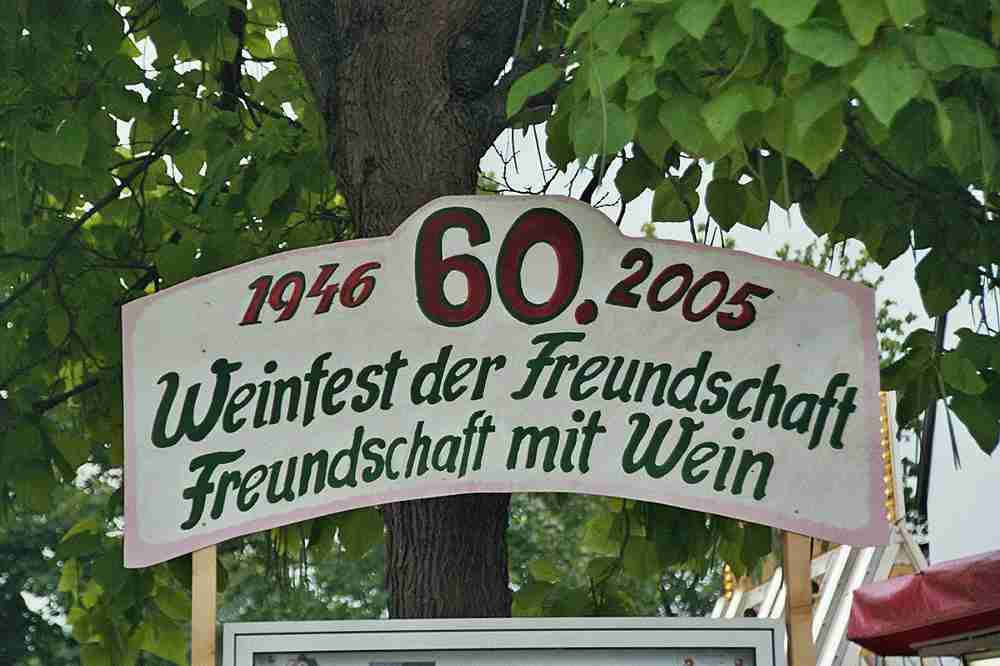 1946 60. 2005
Weinfest der Freundschaft
Freundschaft mit Wein